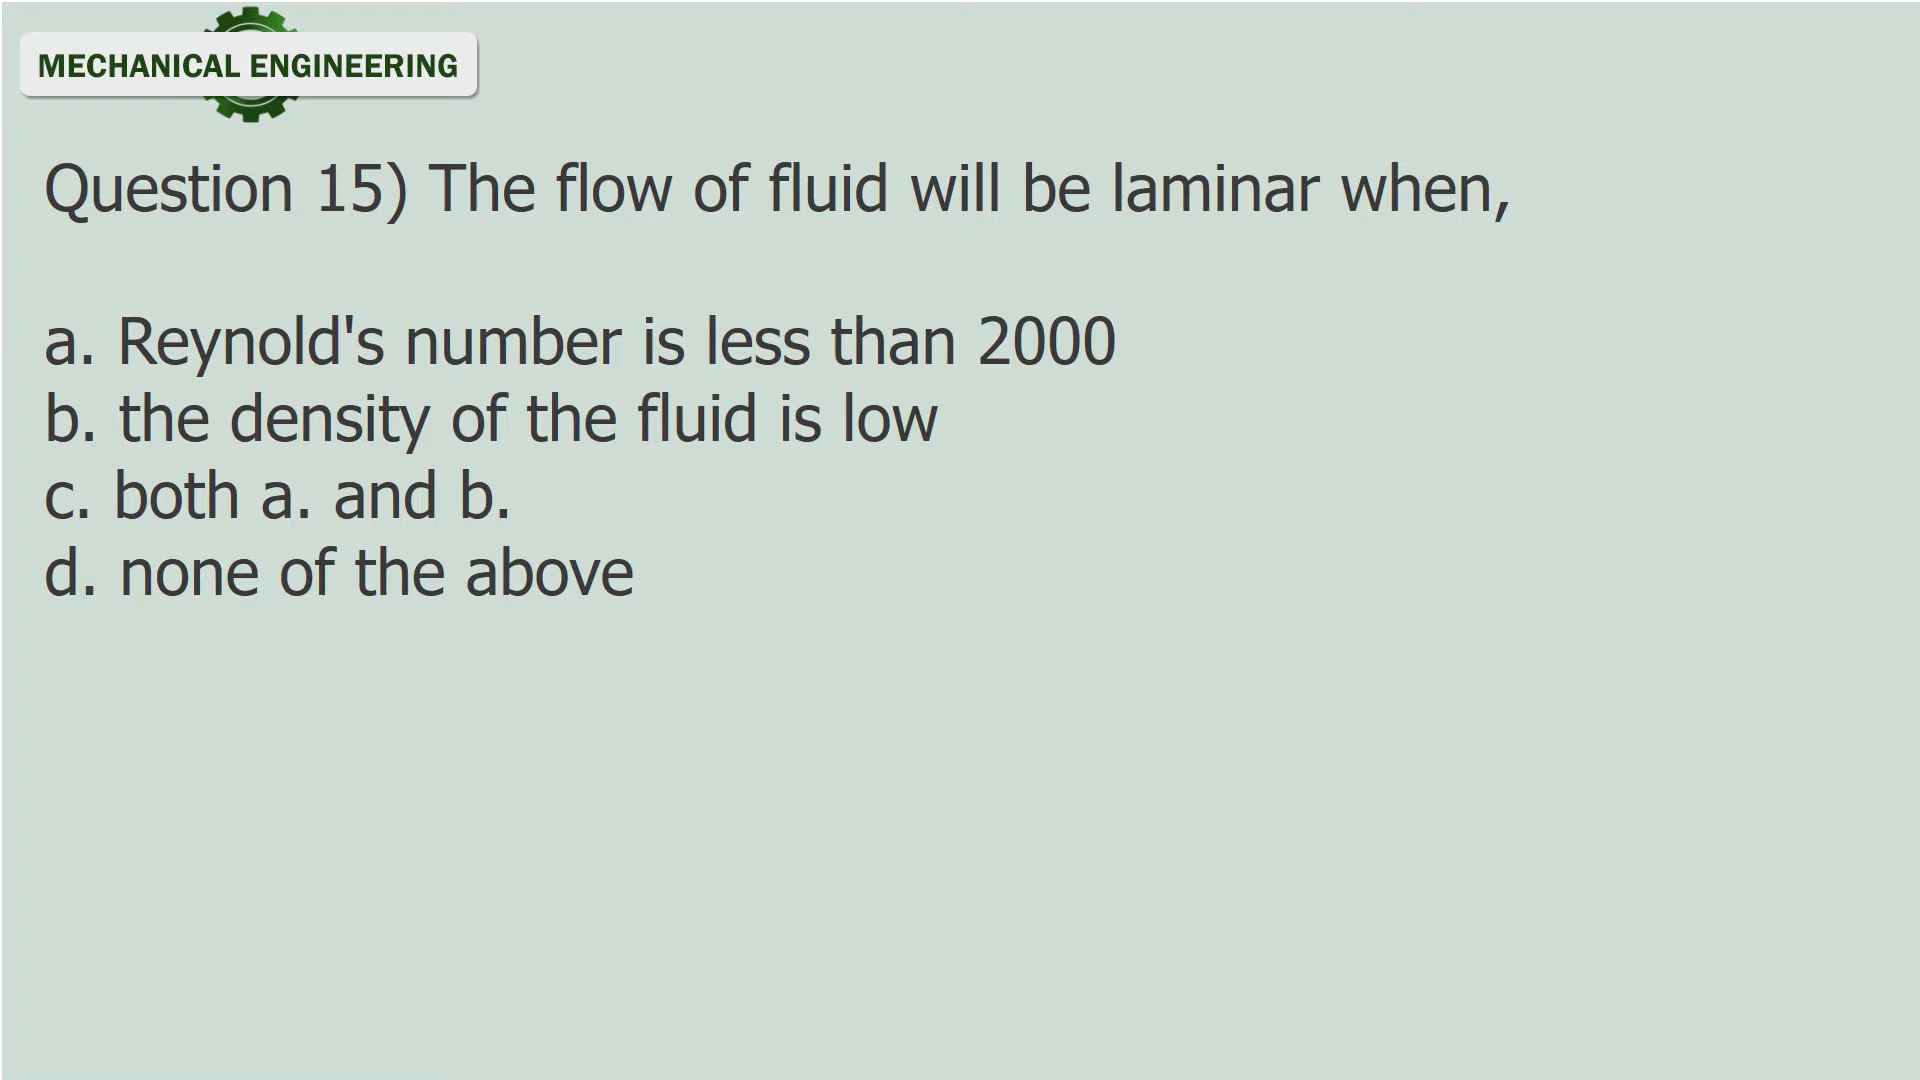 MECHANICAL ENGINEERING
Question 15) The flow of fluid will be laminar when,
a. Reynold's number is less than 2000
b. the density of the fluid is low
c. both a. and b.
d. none of the above